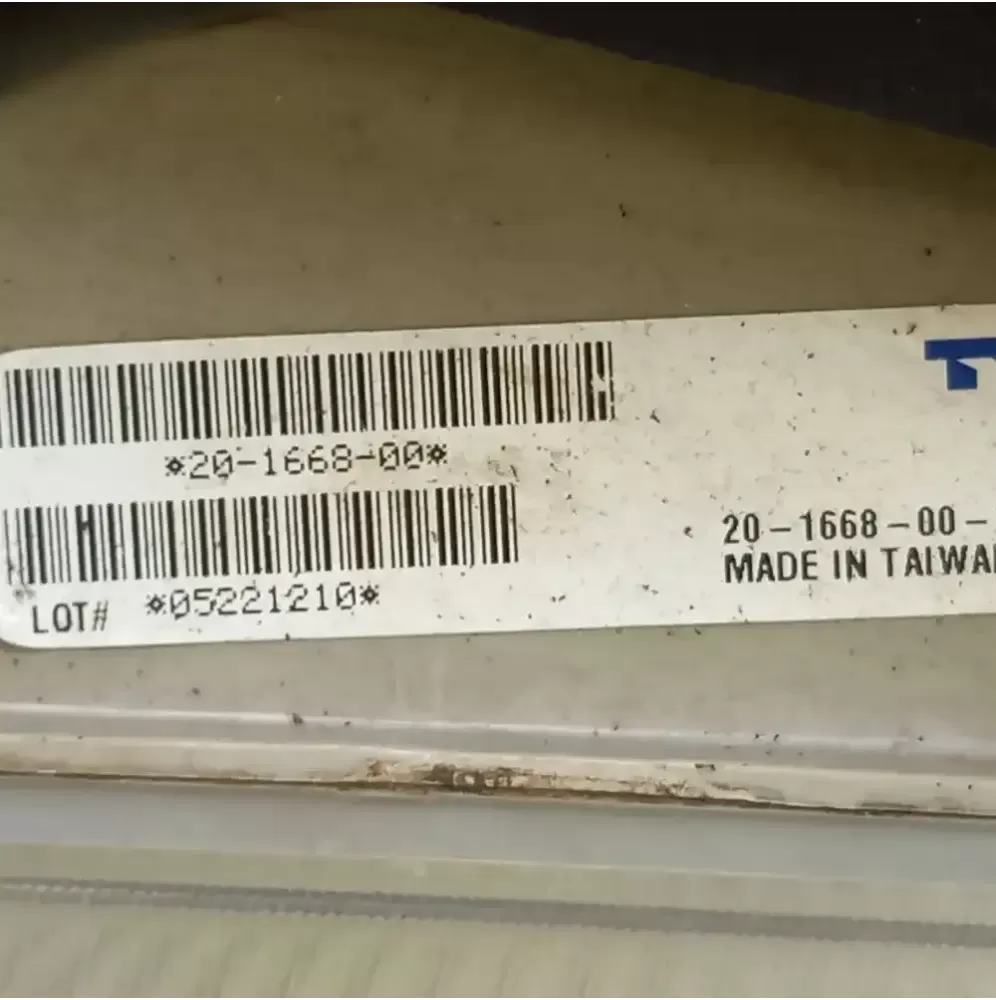 *20-1668-00*
LOT# *05221210*
20-1668-00-
MADE IN TAIWA